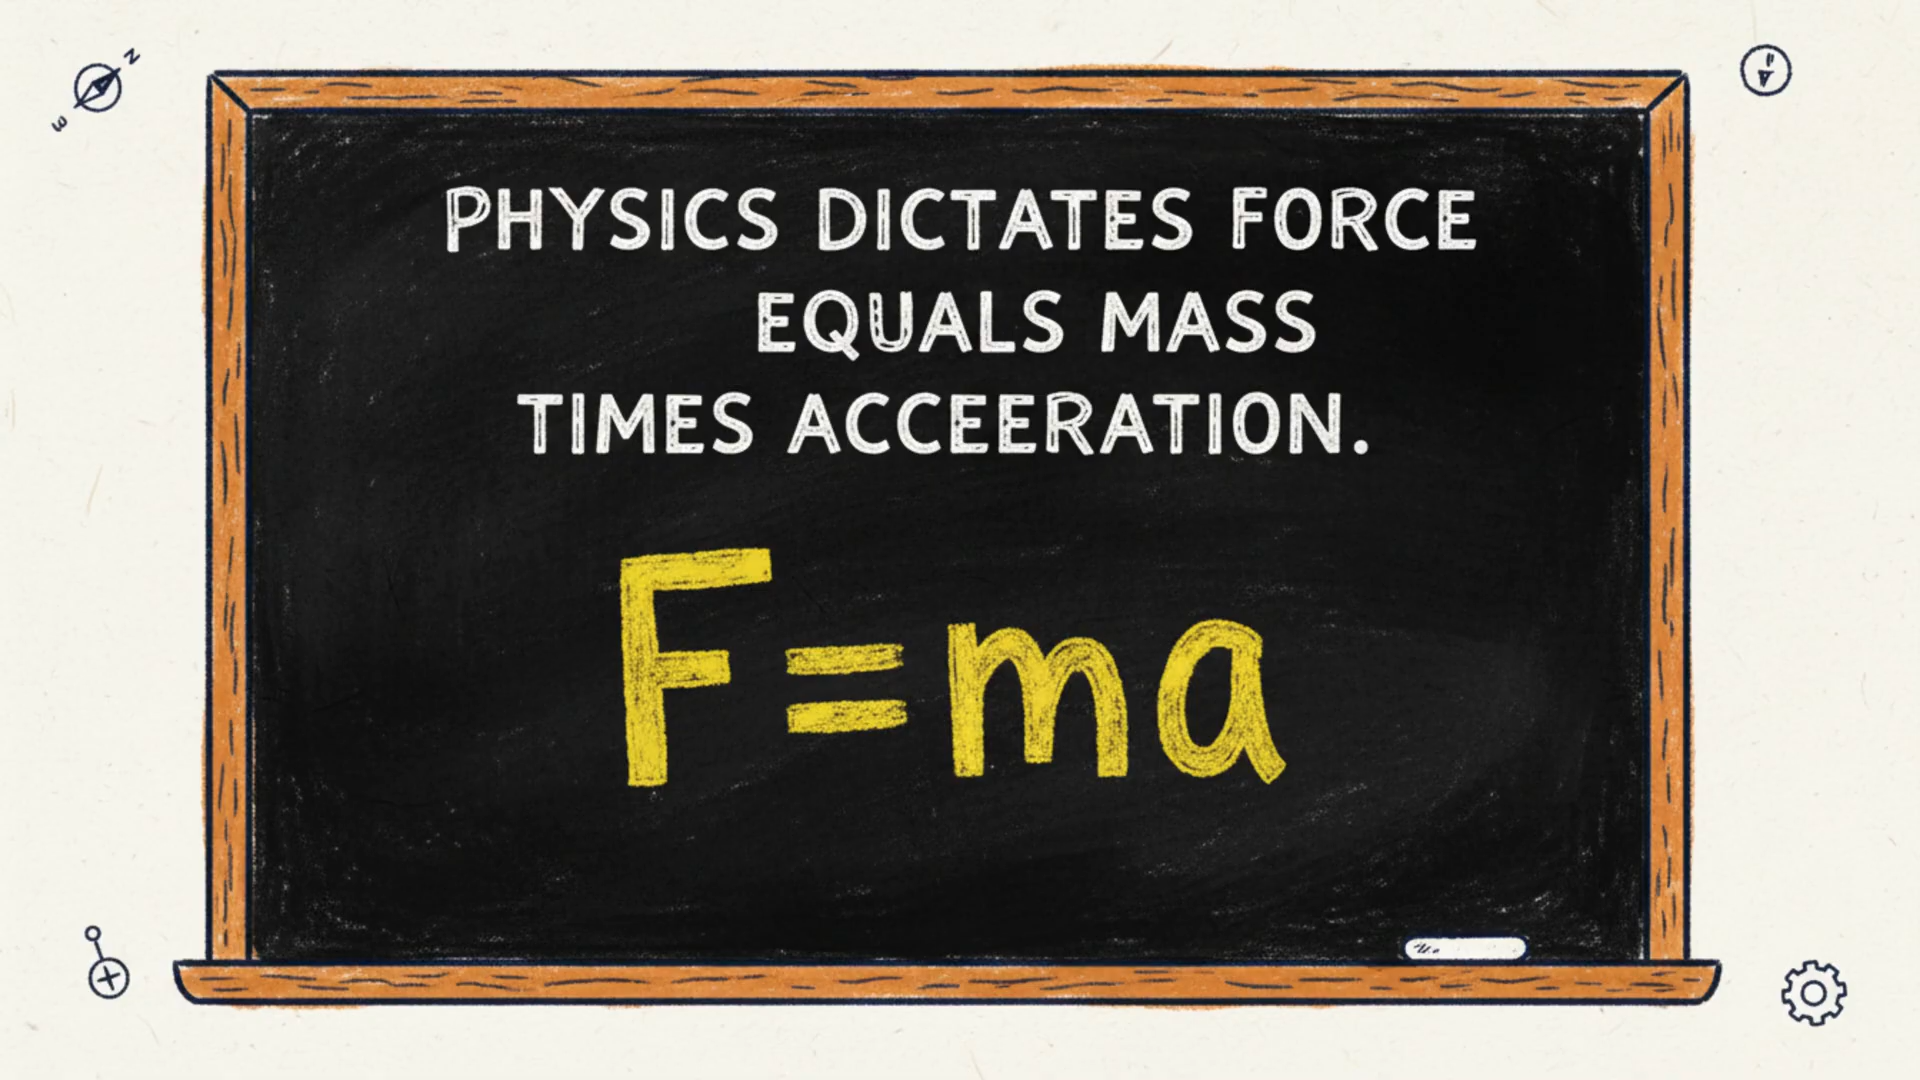 PHYSICS DICTATES FORCE
EQUALS MASS
TIMES ACCEERATION.
F=ma
N